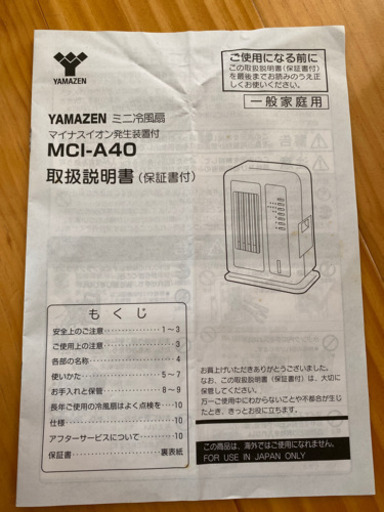 YAMAZEN
ご使用になる前に
この取扱説明書(保証書付)
を最後までお読みのうえ正
しくお使いください。
一般家庭用
YAMAZEN ミニ冷風扇
マイナスイオン発生装置付
MCI-A40
取扱説明書(保証書付)
もくじ
安全上のご注意・・・・・・・・・・1~3
ご使用上の注意・・・・・・・・・・3
各部の名称・・・・・・・・・・4
使いかた・・・・・・・・・・5~7
お手入れと保管・・・・・・・・・・8~9
長年ご使用の冷風扇はよく点検を・・10
仕様・・・・・・・・・・10
アフターサービスについて・・・・・・10
保証書・・・・・・・・・・裏表紙
お買上げいただきありがとうございました。
なお、この取扱説明書(保証書付)は、大切に
保管してください。
万一ご使用中にわからないことや不都合が生じ
たとき、きっとお役に立ちます。
この商品は、海外ではご使用になれません。
FOR USE IN JAPAN ONLY